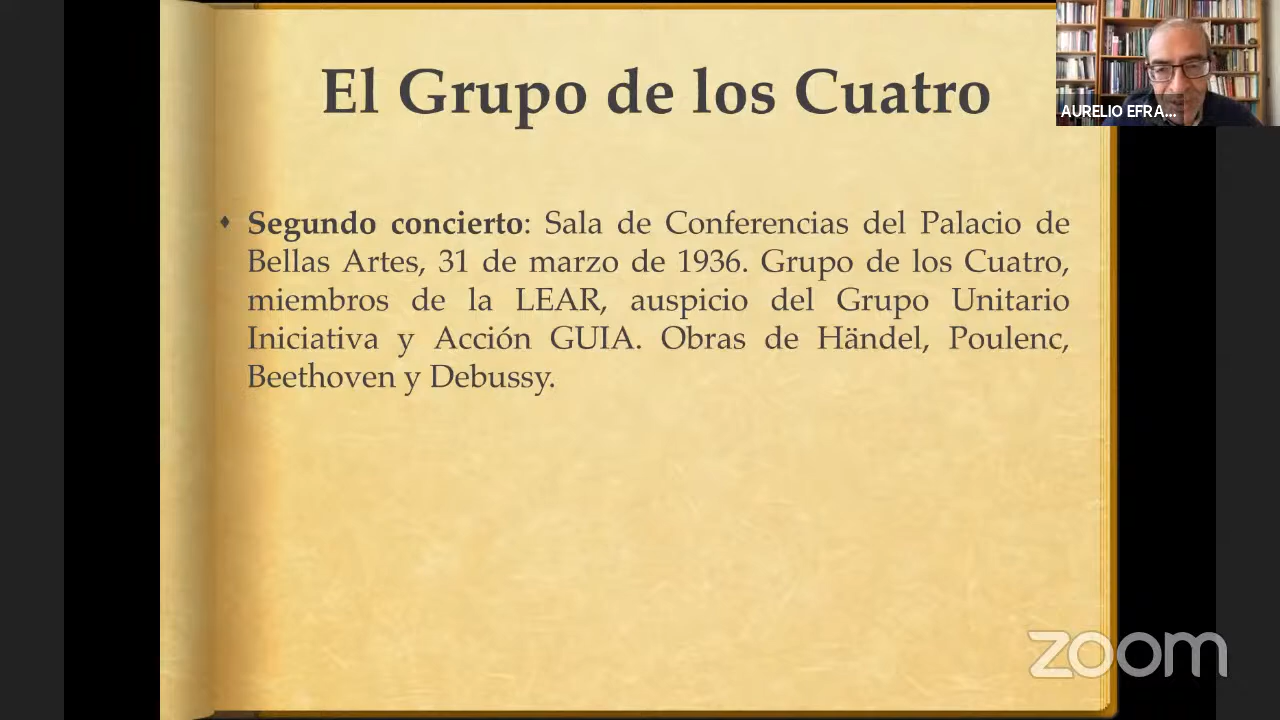 El Grupo de los Cuatro
AURELIO EFRA...
♦ Segundo concierto: Sala de Conferencias del Palacio de
Bellas Artes, 31 de marzo de 1936. Grupo de los Cuatro,
miembros de la LEAR, auspicio del Grupo Unitario
Iniciativa y Acción GUIA. Obras de Händel, Poulenc,
Beethoven y Debussy.
zoom